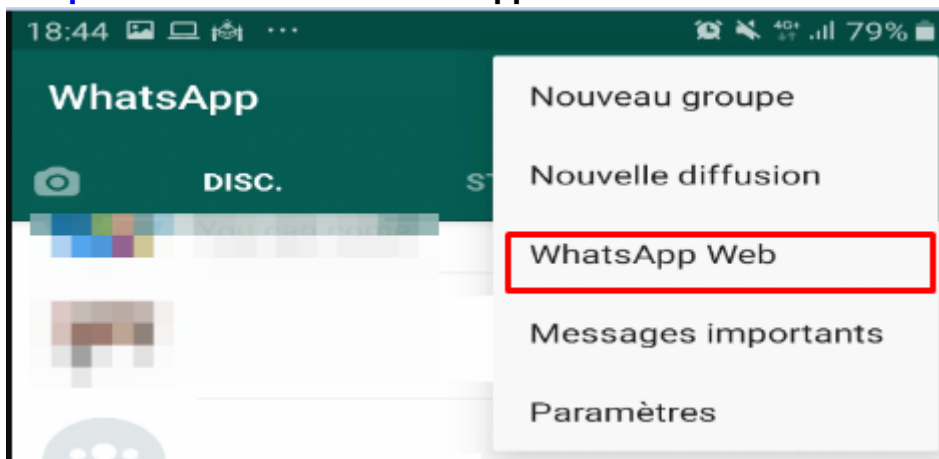 18:44 79%
WhatsApp
DISC.
Nouveau groupe
Nouvelle diffusion
WhatsApp Web
Messages importants
Paramètres